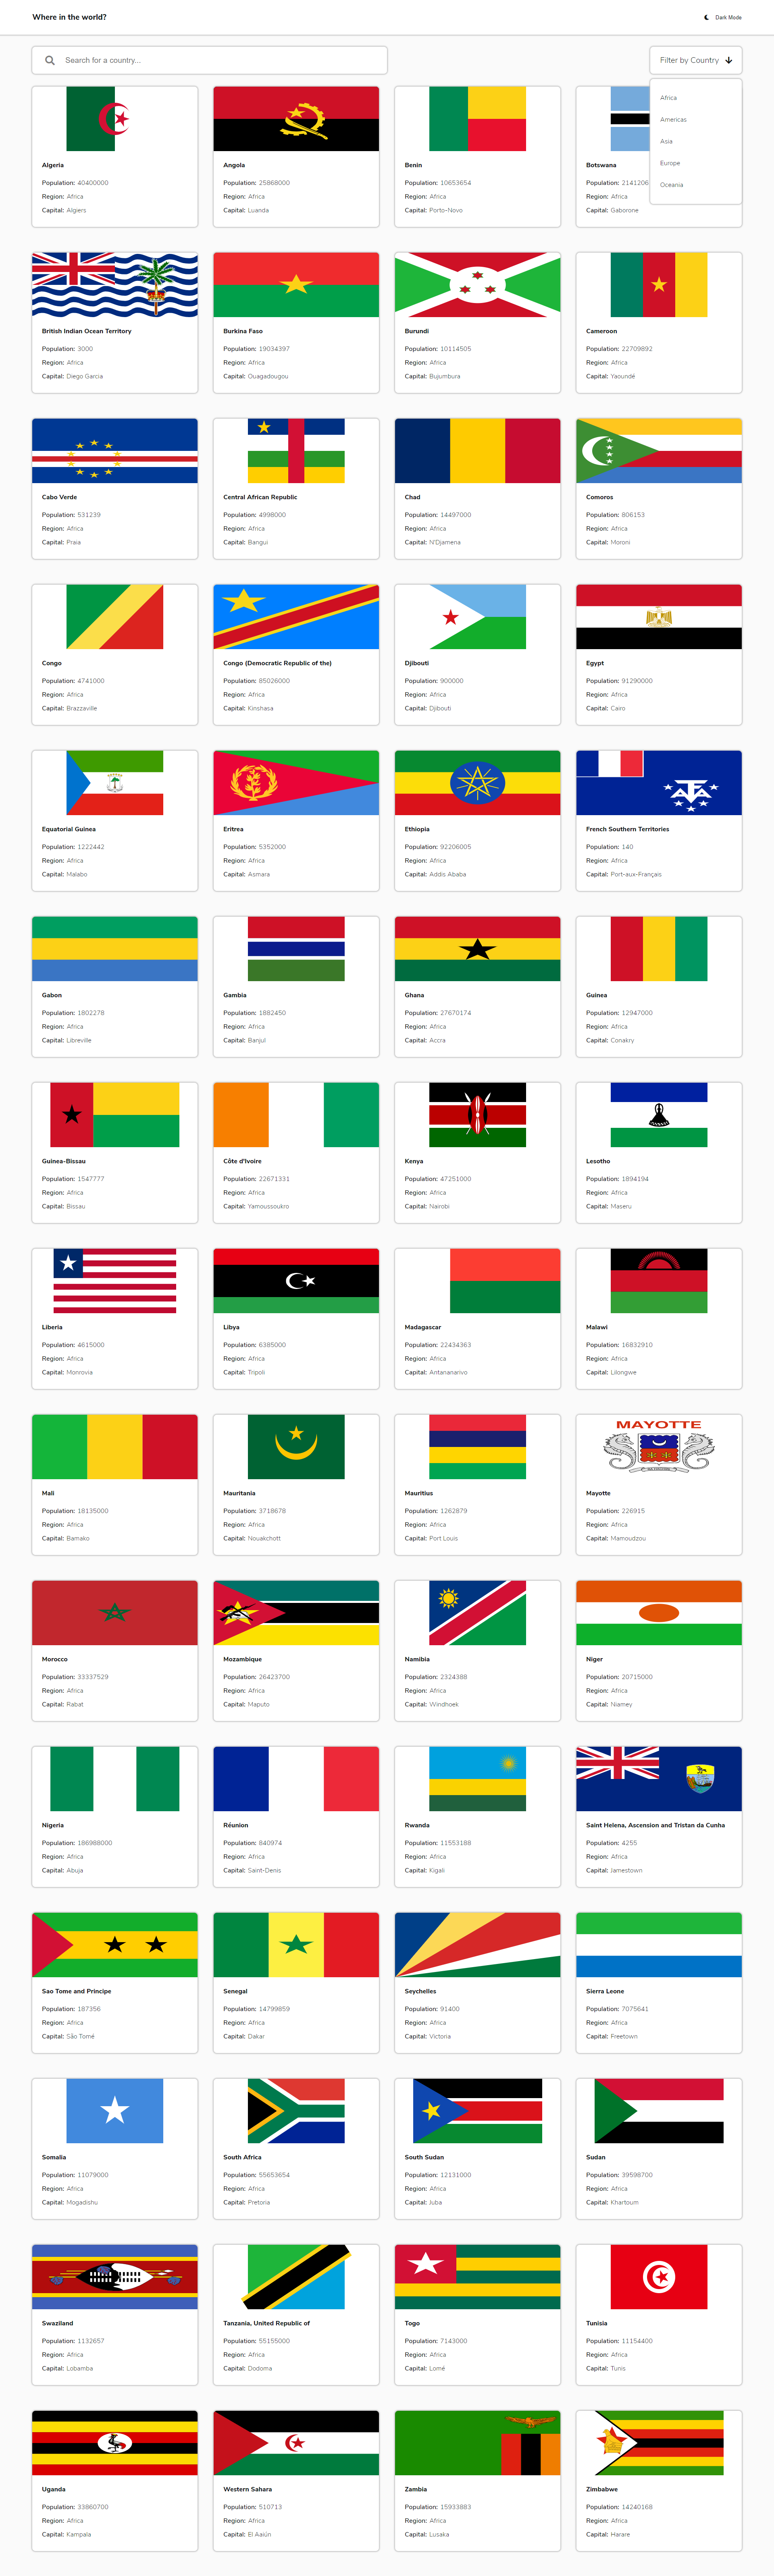 Where in the world?
Dark Mode
Search for a country...
Filter by Country
Africa
Americas
Asia
Europe
Oceania
Algeria
Population: 40400000
Region: Africa
Capital: Algiers
Angola
Population: 25868000
Region: Africa
Capital: Luanda
Benin
Population: 10653654
Region: Africa
Capital: Porto-Novo
Botswana
Population: 2141206
Region: Africa
Capital: Gaborone
British Indian Ocean Territory
Population: 3000
Region: Africa
Capital: Diego Garcia
Burkina Faso
Population: 19034397
Region: Africa
Capital: Ouagadougou
Burundi
Population: 10114505
Region: Africa
Capital: Bujumbura
Cameroon
Population: 22709892
Region: Africa
Capital: Yaoundé
Cabo Verde
Population: 531239
Region: Africa
Capital: Praia
Central African Republic
Population: 4998000
Region: Africa
Capital: Bangui
Chad
Population: 14497000
Region: Africa
Capital: N'Djamena
Comoros
Population: 806153
Region: Africa
Capital: Moroni
Congo
Population: 4741000
Region: Africa
Capital: Brazzaville
Congo (Democratic Republic of the)
Population: 85026000
Region: Africa
Capital: Kinshasa
Djibouti
Population: 900000
Region: Africa
Capital: Djibouti
Egypt
Population: 91290000
Region: Africa
Capital: Cairo
Equatorial Guinea
Population: 1222442
Region: Africa
Capital: Malabo
Eritrea
Population: 5352000
Region: Africa
Capital: Asmara
Ethiopia
Population: 92206005
Region: Africa
Capital: Addis Ababa
French Southern Territories
Population: 140
Region: Africa
Capital: Port-aux-Français
Gabon
Population: 1802278
Region: Africa
Capital: Libreville
Gambia
Population: 1882450
Region: Africa
Capital: Banjul
Ghana
Population: 27670174
Region: Africa
Capital: Accra
Guinea
Population: 12947000
Region: Africa
Capital: Conakry
Guinea-Bissau
Population: 1547777
Region: Africa
Capital: Bissau
Côte d'Ivoire
Population: 22671331
Region: Africa
Capital: Yamoussoukro
Kenya
Population: 47251000
Region: Africa
Capital: Nairobi
Lesotho
Population: 1894194
Region: Africa
Capital: Maseru
Liberia
Population: 4615000
Region: Africa
Capital: Monrovia
Libya
Population: 6385000
Region: Africa
Capital: Tripoli
Madagascar
Population: 22434363
Region: Africa
Capital: Antananarivo
Malawi
Population: 16832910
Region: Africa
Capital: Lilongwe
Mali
Population: 18135000
Region: Africa
Capital: Bamako
Mauritania
Population: 3718678
Region: Africa
Capital: Nouakchott
Mauritius
Population: 1262879
Region: Africa
Capital: Port Louis
MAYOTTE
Mayotte
Population: 226915
Region: Africa
Capital: Mamoudzou
Morocco
Population: 33337529
Region: Africa
Capital: Rabat
Mozambique
Population: 26423700
Region: Africa
Capital: Maputo
Namibia
Population: 2324388
Region: Africa
Capital: Windhoek
Niger
Population: 20715000
Region: Africa
Capital: Niamey
Nigeria
Population: 186988000
Region: Africa
Capital: Abuja
Réunion
Population: 840974
Region: Africa
Capital: Saint-Denis
Rwanda
Population: 11553188
Region: Africa
Capital: Kigali
Saint Helena, Ascension and Tristan da Cunha
Population: 4255
Region: Africa
Capital: Jamestown
Sao Tome and Principe
Population: 187356
Region: Africa
Capital: São Tomé
Senegal
Population: 14799859
Region: Africa
Capital: Dakar
Seychelles
Population: 91400
Region: Africa
Capital: Victoria
Sierra Leone
Population: 7075641
Region: Africa
Capital: Freetown
Somalia
Population: 11079000
Region: Africa
Capital: Mogadishu
South Africa
Population: 55653654
Region: Africa
Capital: Pretoria
South Sudan
Population: 12131000
Region: Africa
Capital: Juba
Sudan
Population: 39598700
Region: Africa
Capital: Khartoum
Swaziland
Population: 1132657
Region: Africa
Capital: Lobamba
Tanzania, United Republic of
Population: 55155000
Region: Africa
Capital: Dodoma
Togo
Population: 7143000
Region: Africa
Capital: Lomé
Tunisia
Population: 11154400
Region: Africa
Capital: Tunis
Uganda
Population: 33860700
Region: Africa
Capital: Kampala
Western Sahara
Population: 510713
Region: Africa
Capital: El Aaiún
Zambia
Population: 15933883
Region: Africa
Capital: Lusaka
Zimbabwe
Population: 14240168
Region: Africa
Capital: Harare